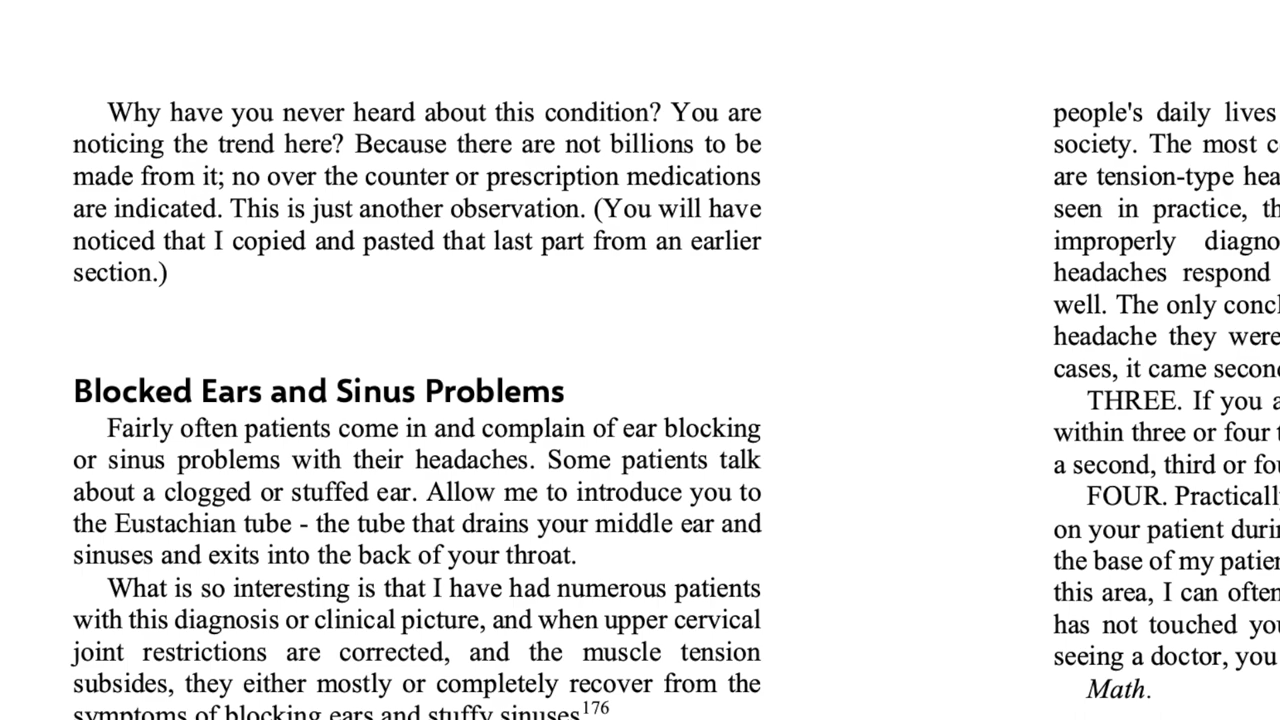 Why have you never heard about this condition? You are
noticing the trend here? Because there are not billions to be
made from it; no over the counter or prescription medications
are indicated. This is just another observation. (You will have
noticed that I copied and pasted that last part from an earlier
section.)
Blocked Ears and Sinus Problems
Fairly often patients come in and complain of ear blocking
or sinus problems with their headaches. Some patients talk
about a clogged or stuffed ear. Allow me to introduce you to
the Eustachian tube - the tube that drains your middle ear and
sinuses and exits into the back of your throat.
What is so interesting is that I have had numerous patients
with this diagnosis or clinical picture, and when upper cervical
joint restrictions are corrected, and the muscle tension
subsides, they either mostly or completely recover from the
symptoms of blocking ears and stuffy sinuses176
people's daily lives
society. The most
are tension-type
seen in practice,
improperly
headaches respond
well. The only
headache they were
cases, it came
THREE. If you
within three or four
a second, third or
FOUR.
on your patient
the base of my
this area, I can often
has not touched
seeing a doctor, you
Math.